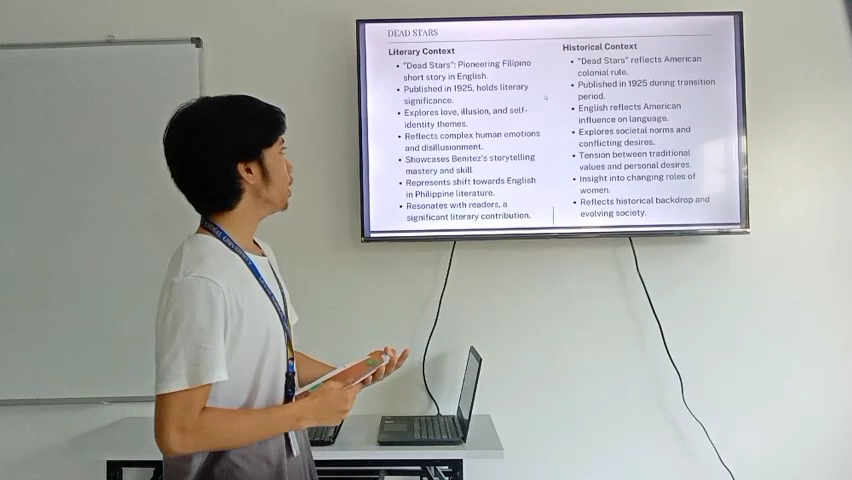 DEAD STARS
Literary Context
• "Dead Stars": Pioneering Filipino
short story in English.
• Published in 1925, holds literary
significance.
• Explores love, illusion, and self-
identity themes.
• Reflects complex human emotions
and disillusionment.
• Showcases Benitez's storytelling
mastery and skill
• Represents shift towards English
in Philippine literature.
• Resonates with readers, a
significant literary contribution.
Historical Context
• "Dead Stars" reflects American
colonial rule.
• Published in 1925 during transition
period.
• English reflects American
influence on language.
• Explores societal norms and
conflicting desires.
• Tension between traditional
values and personal desires.
• Insight into changing roles of
women.
• Reflects historical backdrop and
evolving society.